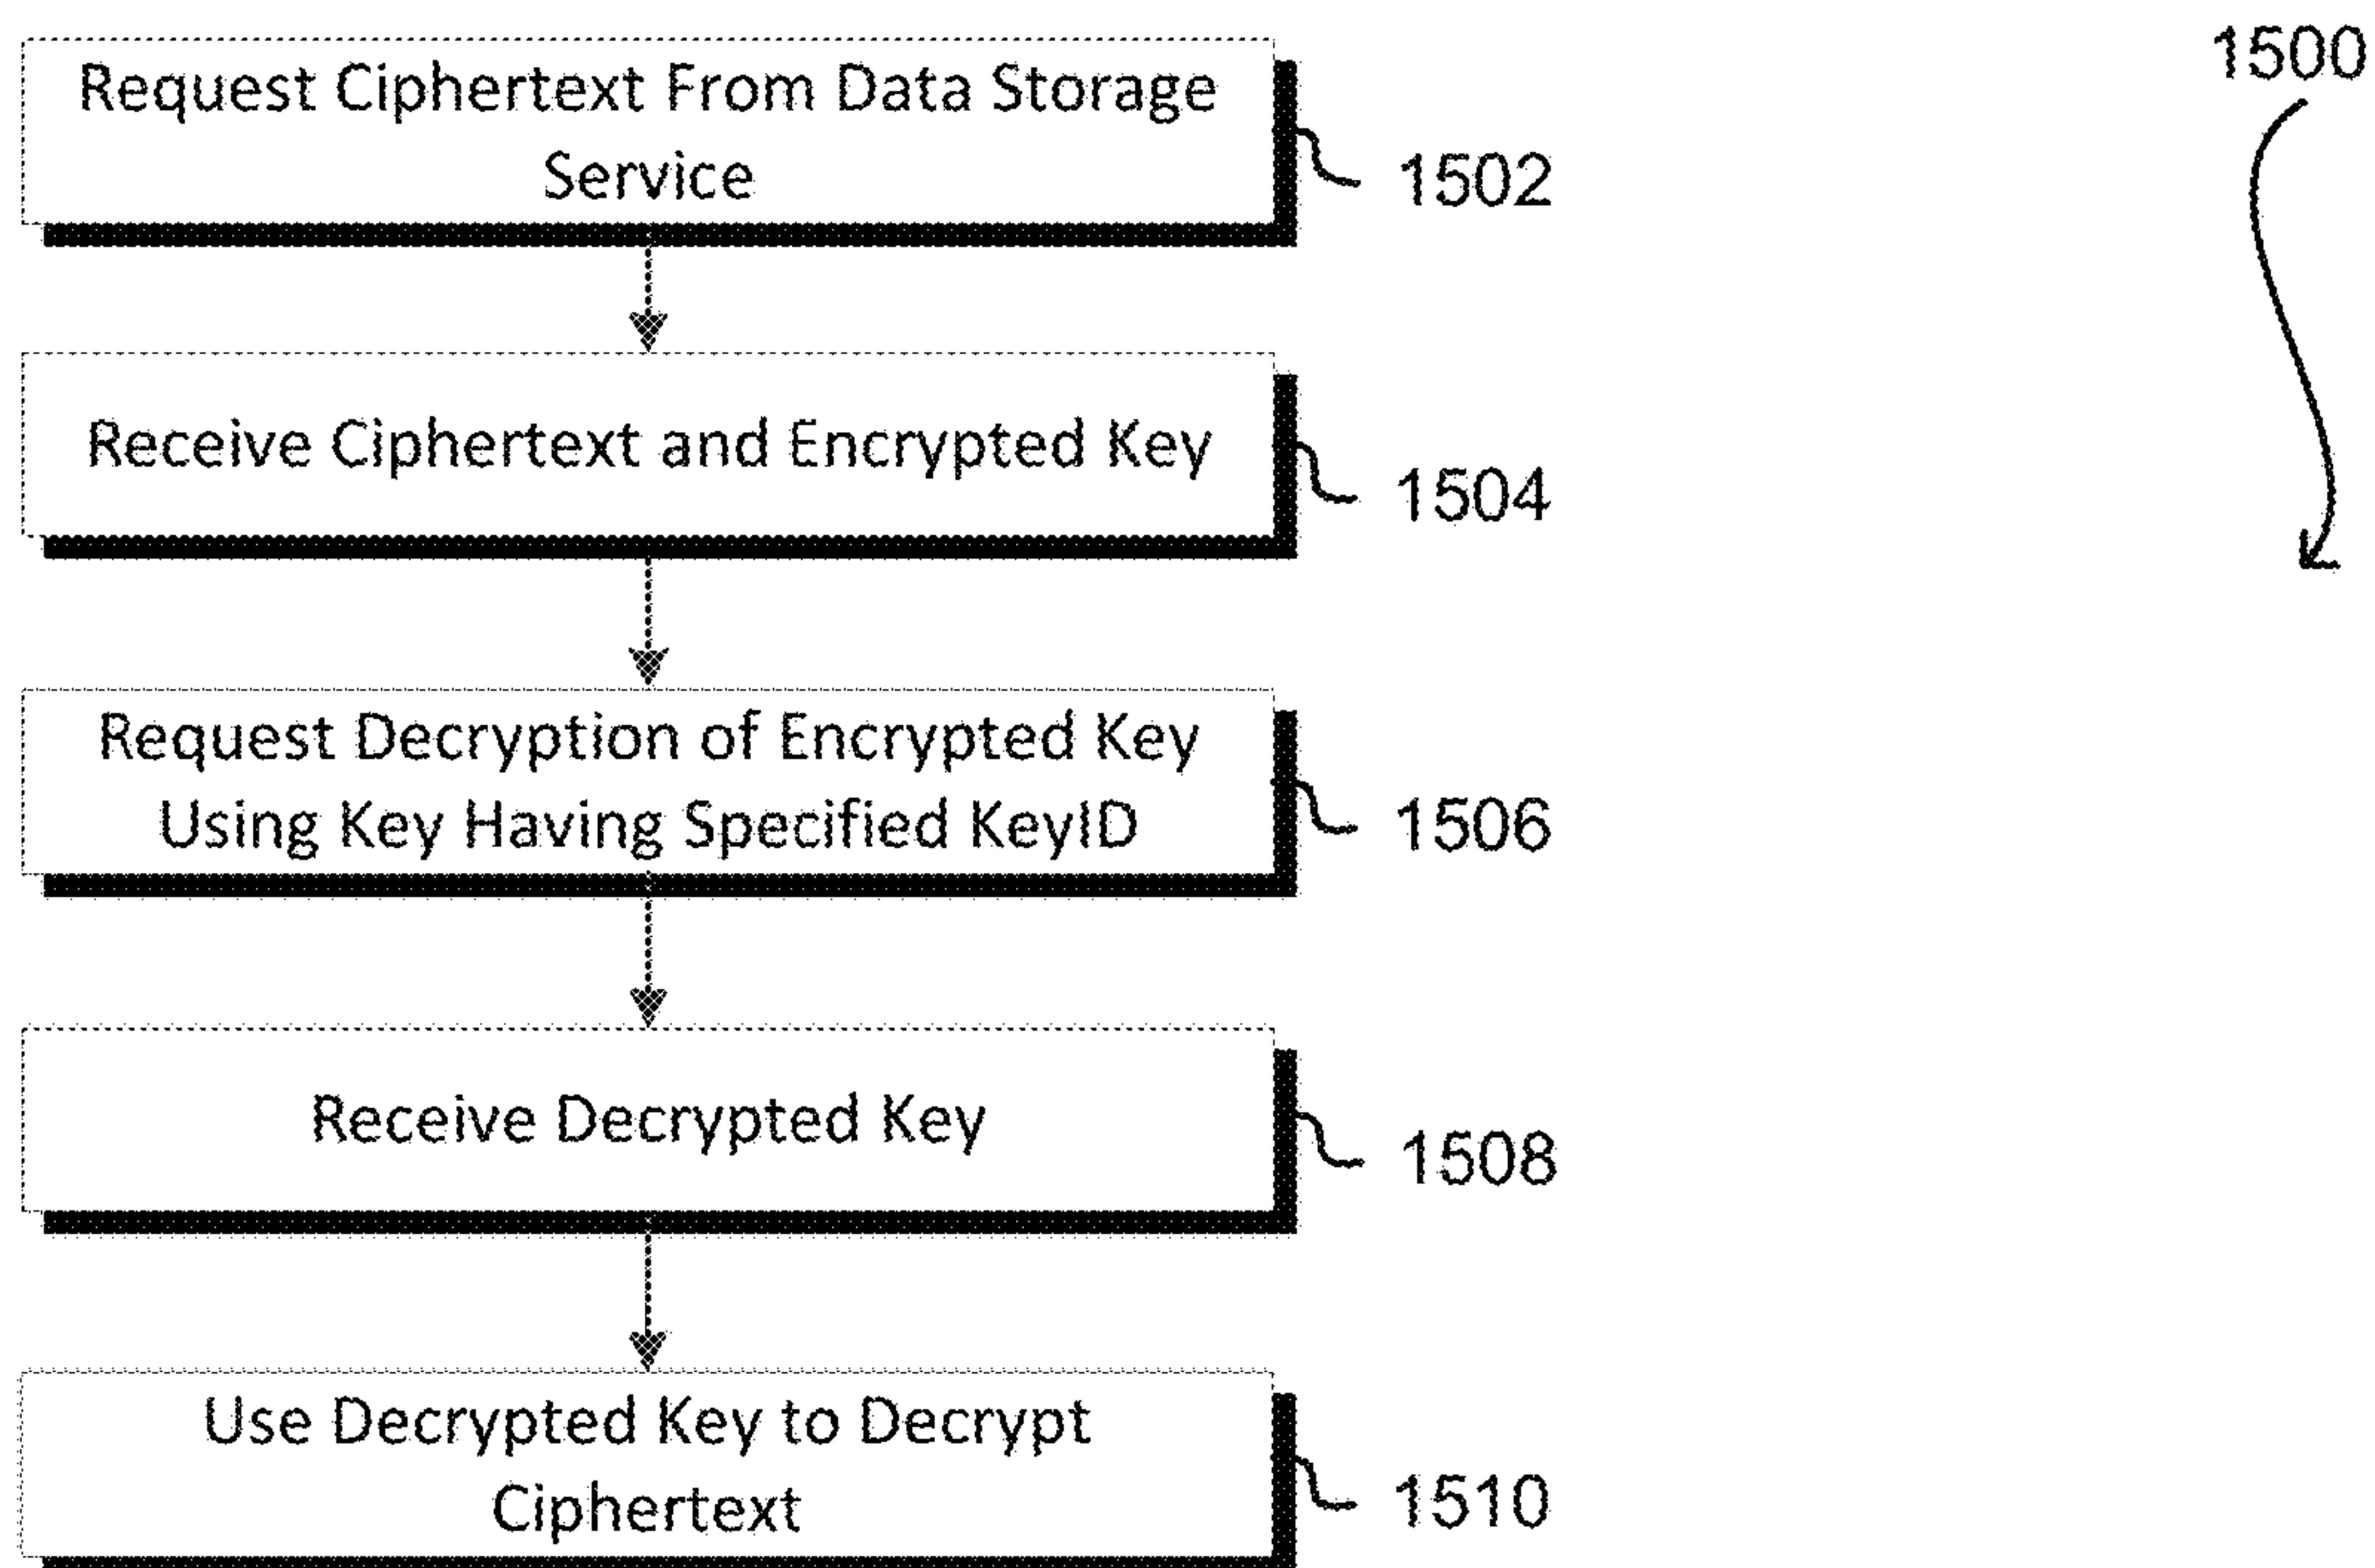 1500
Request Ciphertext From Data Storage
Service
1502
Receive Ciphertext and Encrypted Key
1504
Request Decryption of Encrypted Key
Using Key Having Specified KeyID
1506
Receive Decrypted Key
1508
Use Decrypted Key to Decrypt
Ciphertext
1510